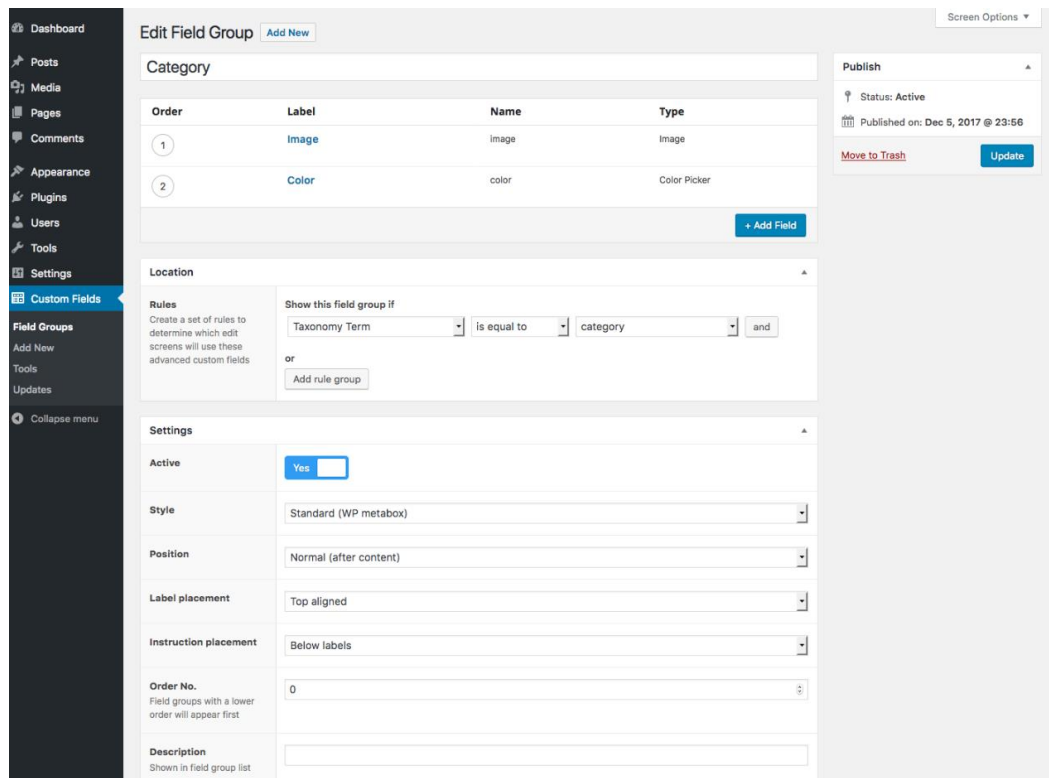 Screen Options
Dashboard
Posts
Media
Pages
Comments
Appearance
Plugins
Users
Tools
Settings
Custom Fields
Field Groups
Add New
Tools
Updates
Collapse menu
Edit Field Group Add New
Category
Order Label Name Type
1 Image image Image
2 Color color Color Picker
+ Add Field
Location
Rules
Create a set of rules to
determine which edit
screens will use these
advanced custom fields
Show this field group if
Taxonomy Term is equal to category and
or
Add rule group
Settings
Active Yes
Style Standard (WP metabox)
Position Normal (after content)
Label placement Top aligned
Instruction placement Below labels
Order No. 0
Field groups with a lower
order will appear first
Description
Shown in field group list
Publish
Status: Active
Published on: Dec 5, 2017 @ 23:56
Move to Trash Update